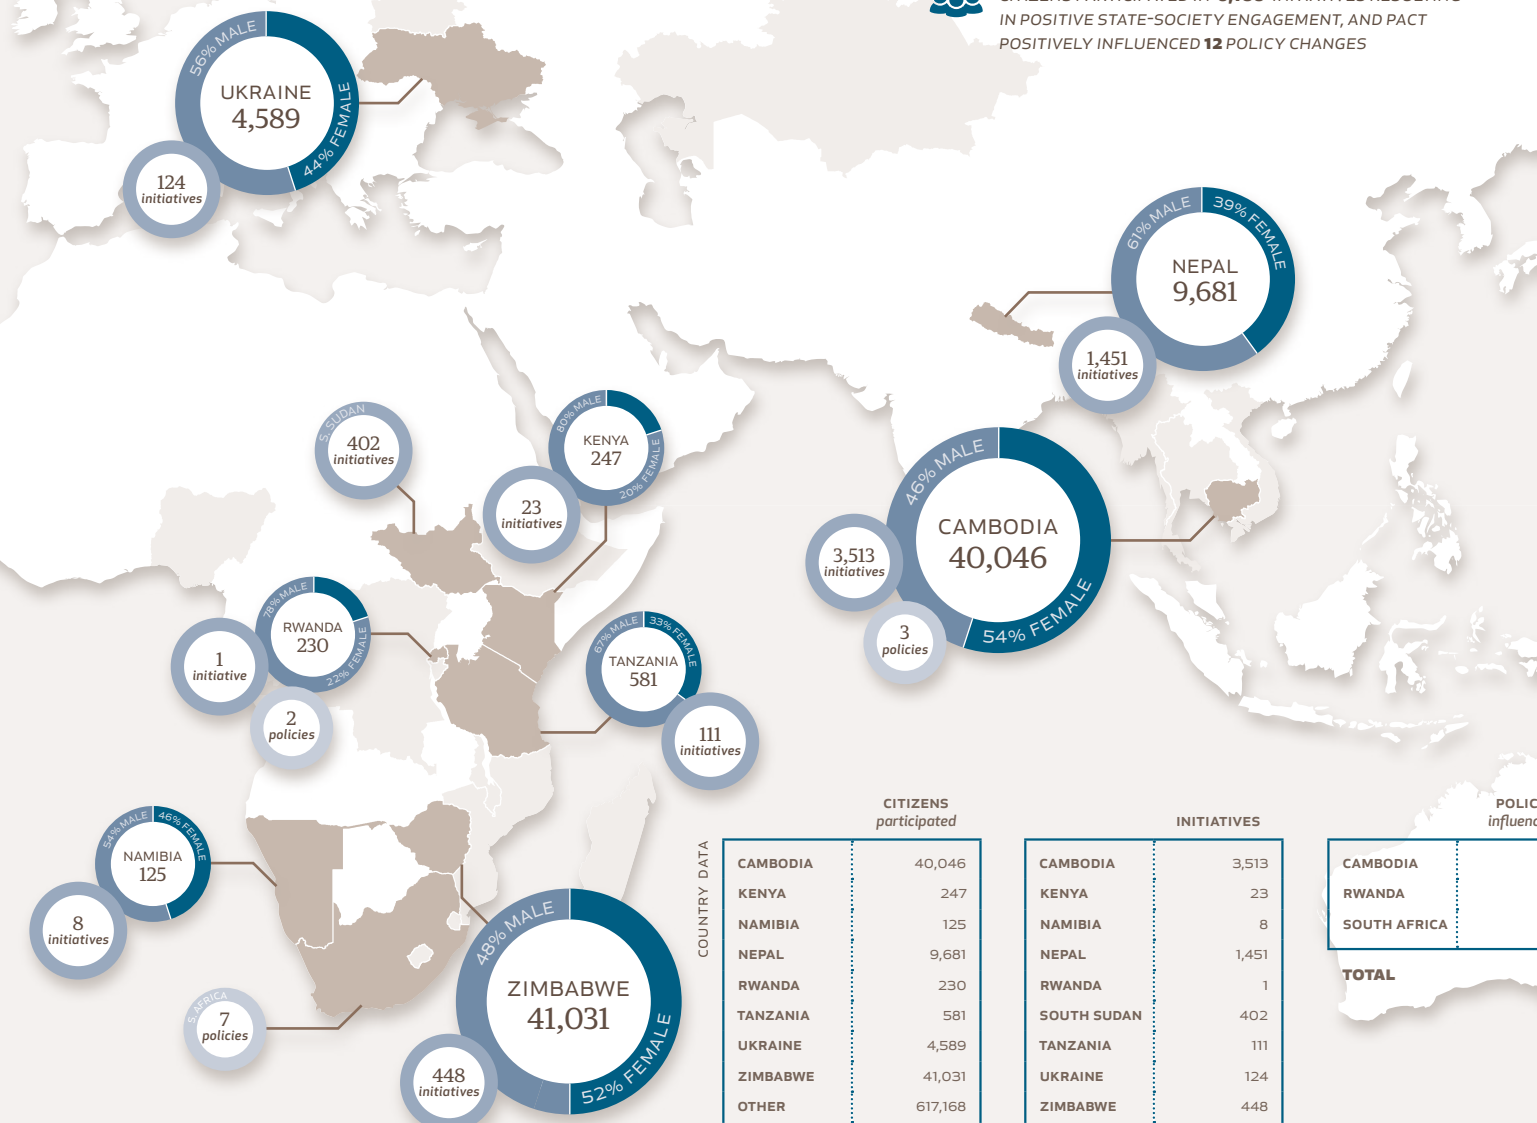 IN POSITIVE STATE-SOCIETY ENGAGEMENT, AND PACT
POSITIVELY INFLUENCED 12 POLICY CHANGES
56% MALE
UKRAINE
4,589
44% FEMALE
124
initiatives
61% MALE
39% FEMALE
NEPAL
9,681
1,451
initiatives
S. SUDAN
402
initiatives
80% MALE
KENYA
247
20% FEMALE
23
initiatives
46% MALE
CAMBODIA
40,046
54% FEMALE
3,513
initiatives
3
policies
78% MALE
RWANDA
230
22% FEMALE
1
initiative
2
policies
67% MALE
33% FEMALE
TANZANIA
581
111
initiatives
54% MALE
46% FEMALE
NAMIBIA
125
8
initiatives
S. AFRICA
7
policies
48% MALE
ZIMBABWE
41,031
52% FEMALE
448
initiatives
COUNTRY DATA
CITIZENS
participated
CAMBODIA 40,046
KENYA 247
NAMIBIA 125
NEPAL 9,681
RWANDA 230
TANZANIA 581
UKRAINE 4,589
ZIMBABWE 41,031
OTHER 617,168
INITIATIVES
CAMBODIA 3,513
KENYA 23
NAMIBIA 8
NEPAL 1,451
RWANDA 1
SOUTH SUDAN 402
TANZANIA 111
UKRAINE 124
ZIMBABWE 448
POLIC
influenc
CAMBODIA
RWANDA
SOUTH AFRICA
TOTAL